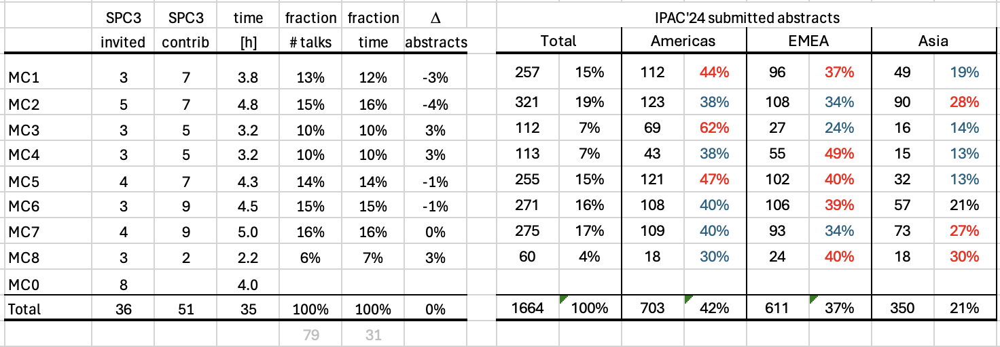 SPC3 SPC3 time fraction fraction Δ IPAC'24 submitted abstracts
invited contrib [h] # talks time abstracts Total Americas EMEA Asia
MC1 3 7 3.8 13% 12% -3% 257 15% 112 44% 96 37% 49 19%
MC2 5 7 4.8 15% 16% -4% 321 19% 123 38% 108 34% 90 28%
MC3 3 5 3.2 10% 10% 3% 112 7% 69 62% 27 24% 16 14%
MC4 3 5 3.2 10% 10% 3% 113 7% 43 38% 55 49% 15 13%
MC5 4 7 4.3 14% 14% -1% 255 15% 121 47% 102 40% 32 13%
MC6 3 9 4.5 15% 15% -1% 271 16% 108 40% 106 39% 57 21%
MC7 4 9 5.0 16% 16% 0% 275 17% 109 40% 93 34% 73 27%
MC8 3 2 2.2 6% 7% 3% 60 4% 18 30% 24 40% 18 30%
MC0 8 4.0
Total 36 51 35 100% 100% 0% 1664 100% 703 42% 611 37% 350 21%
79 31